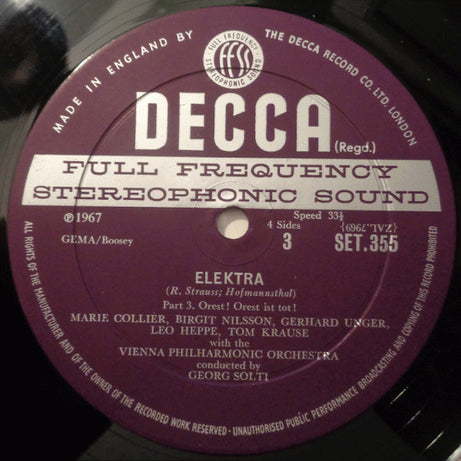 MADE IN ENGLAND BY
THE DECCA RECORD CO. LTD. LONDON
FULL FREQUENCY
STEREOPHONIC SOUND
DECCA
(Regd.)
FULL FREQUENCY
STEREOPHONIC SOUND
℗1967
GEMA/Boosey
Speed 33⅓
4 Sides
3
{ZAL.7969}
SET.355
ELEKTRA
(R. Strauss; Hofmannsthal)
Part 3. Orest! Orest ist tot!
MARIE COLLIER, BIRGIT NILSSON, GERHARD UNGER,
LEO HEPPE, TOM KRAUSE
with the
VIENNA PHILHARMONIC ORCHESTRA
conducted by
GEORG SOLTI
ALL RIGHTS OF THE MANUFACTURER AND OF THE OWNER OF THE RECORDED WORK RESERVED · UNAUTHORISED PUBLIC PERFORMANCE BROADCASTING AND COPYING OF THIS RECORD PROHIBITED